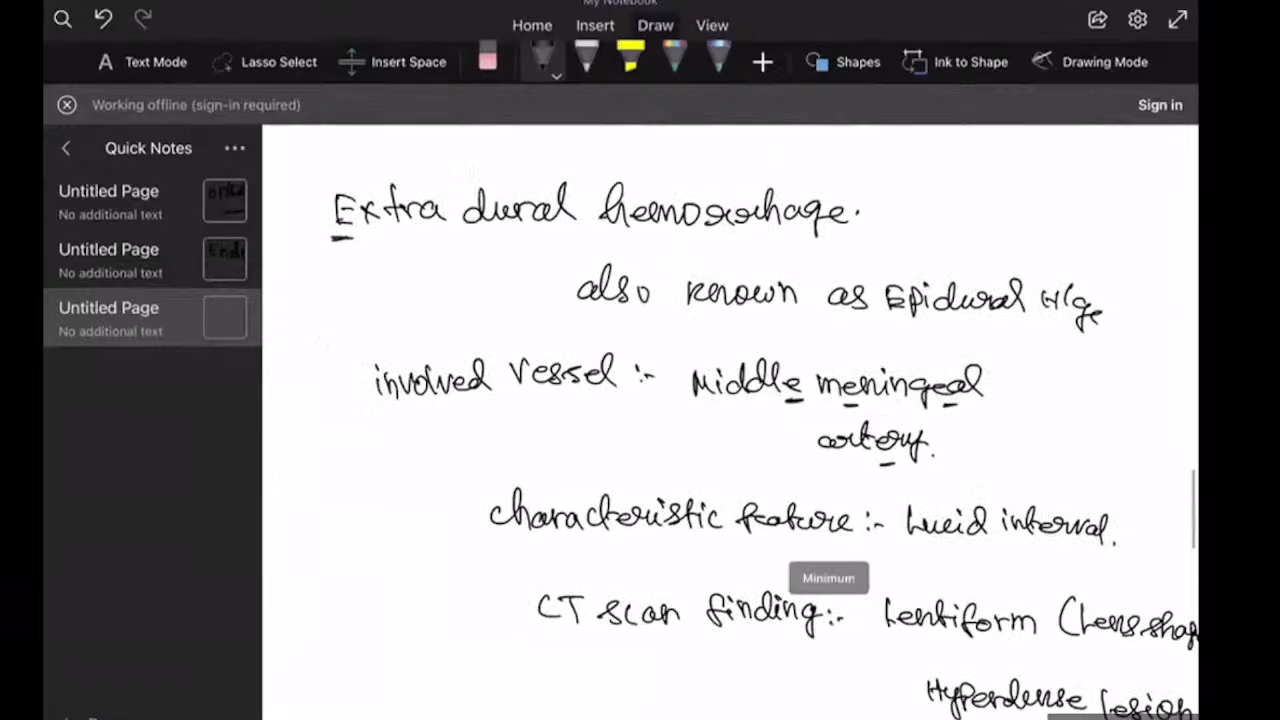 My Notebook
Home Insert Draw View
Text Mode Lasso Select Insert Space Shapes Ink to Shape Drawing Mode
Working offline (sign-in required) Sign in
Quick Notes
Untitled Page
No additional text
Untitled Page
No additional text
Untitled Page
No additional text
Extra dural haemorrhage.
also known as Epidural H/ge
involved vessel :- Middle meningeal
artery.
characteristic feature :- Lucid interval.
Minimum
CT scan finding :- Lentiform (Lens shap
Hyperdense Lesion